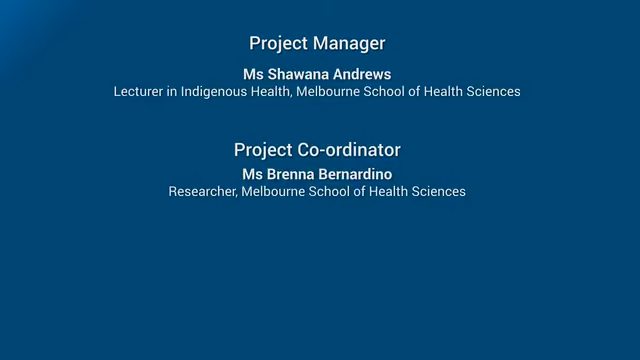 Project Manager
Ms Shawana Andrews
Lecturer in Indigenous Health, Melbourne School of Health Sciences
Project Co-ordinator
Ms Brenna Bernardino
Researcher, Melbourne School of Health Sciences